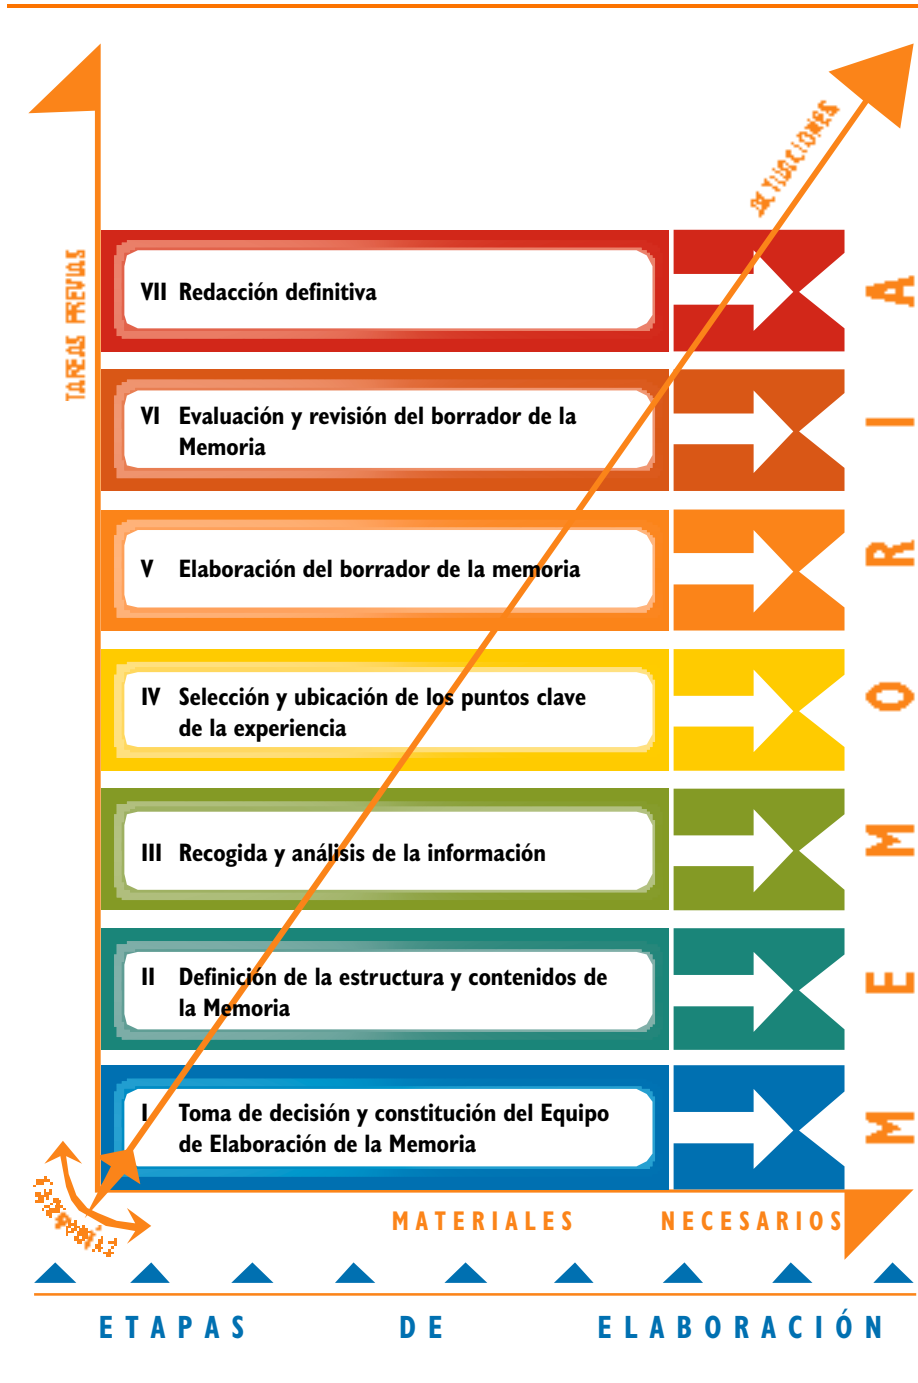 ACTUACIONES
TAREAS PREVIAS
VII Redacción definitiva
VI Evaluación y revisión del borrador de la
Memoria
V Elaboración del borrador de la memoria
IV Selección y ubicación de los puntos clave
de la experiencia
III Recogida y análisis de la información
II Definición de la estructura y contenidos de
la Memoria
I Toma de decisión y constitución del Equipo
de Elaboración de la Memoria
MEMORIA
MATERIALES NECESARIOS
ETAPAS DE ELABORACIÓN